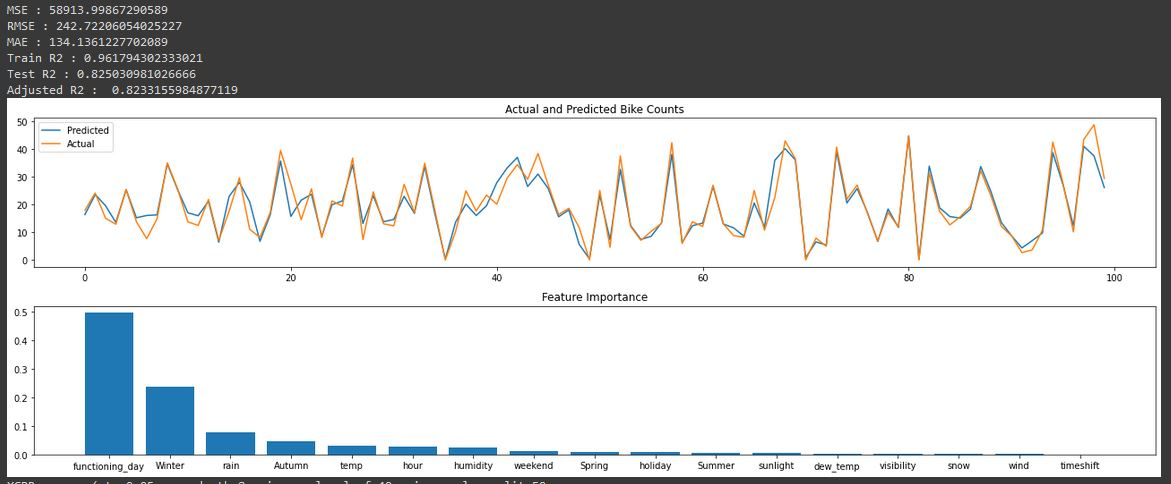 MSE : 58913.99867290589
RMSE : 242.72206054025227
MAE : 134.1361227702089
Train R2 : 0.961794302333021
Test R2 : 0.825030981026666
Adjusted R2 :  0.8233155984877119
Actual and Predicted Bike Counts
50
40
30
20
10
0
Predicted
Actual
0 20 40 60 80 100
Feature Importance
0.5
0.4
0.3
0.2
0.1
0.0
functioning_day Winter rain Autumn temp hour humidity weekend Spring holiday Summer sunlight dew_temp visibility snow wind timeshift